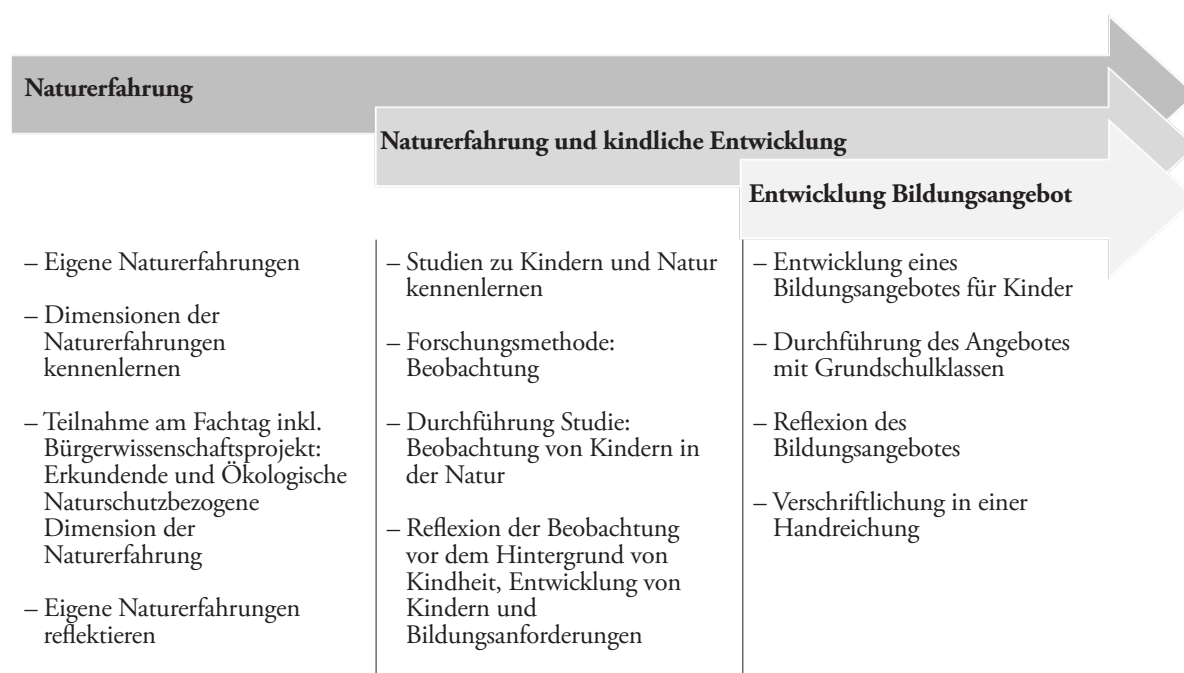 Naturerfahrung
Naturerfahrung und kindliche Entwicklung
Entwicklung Bildungsangebot
– Eigene Naturerfahrungen
– Dimensionen der
Naturerfahrungen
kennenlernen
– Teilnahme am Fachtag inkl.
Bürgerwissenschaftsprojekt:
Erkundende und Ökologische
Naturschutzbezogene
Dimension der
Naturerfahrung
– Eigene Naturerfahrungen
reflektieren
– Studien zu Kindern und Natur
kennenlernen
– Forschungsmethode:
Beobachtung
– Durchführung Studie:
Beobachtung von Kindern in
der Natur
– Reflexion der Beobachtung
vor dem Hintergrund von
Kindheit, Entwicklung von
Kindern und
Bildungsanforderungen
– Entwicklung eines
Bildungsangebotes für Kinder
– Durchführung des Angebotes
mit Grundschulklassen
– Reflexion des
Bildungsangebotes
– Verschriftlichung in einer
Handreichung